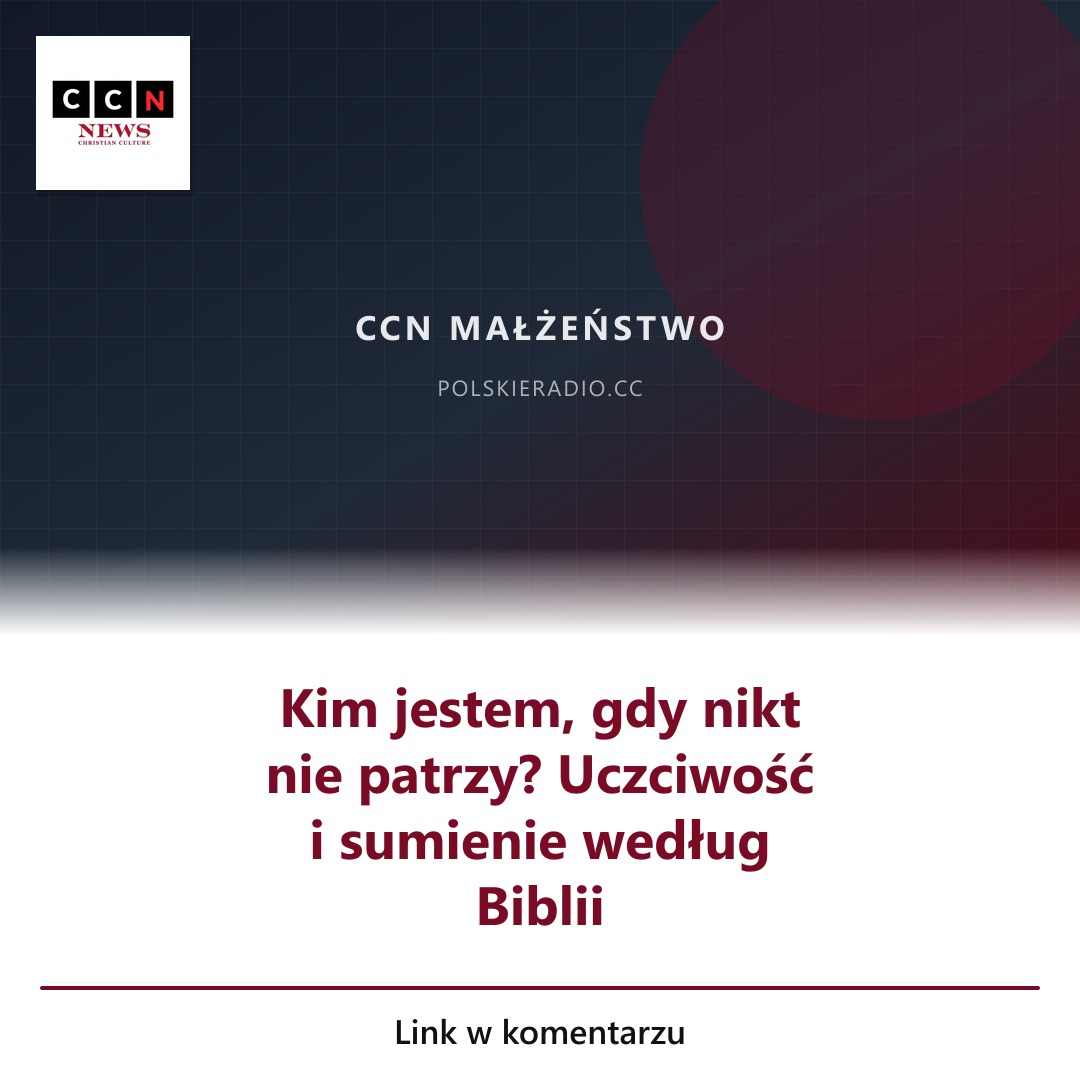 CCN
NEWS
CHRISTIAN CULTURE
CCN MAŁŻEŃSTWO
POLSKIERADIO.CC
Kim jestem, gdy nikt
nie patrzy? Uczciwość
i sumienie według
Biblii
Link w komentarzu